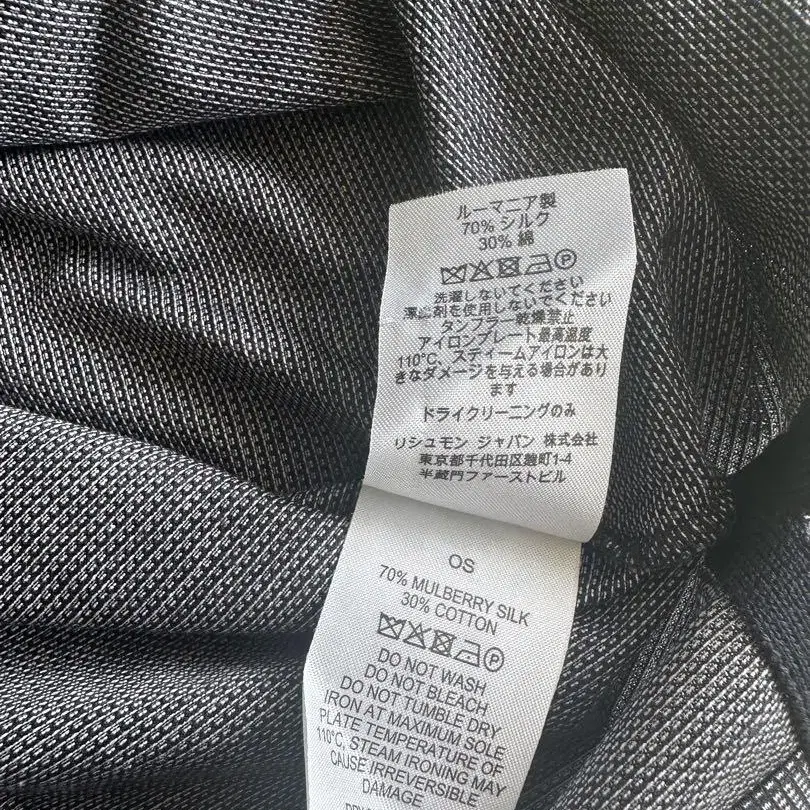 ルーマニア製
70% シルク
30% 綿
洗濯しないでください
漂白剤を使用しないでください
タンブラー乾燥禁止
アイロンプレート最高温度
110°C、スティームアイロンは大
きなダメージを与える場合があり
ます
ドライクリーニングのみ
リシュモン ジャパン 株式会社
東京都千代田区麹町1-4
半蔵門ファーストビル
OS
70% MULBERRY SILK
30% COTTON
DO NOT WASH
DO NOT BLEACH
DO NOT TUMBLE DRY
IRON AT MAXIMUM SOLE
PLATE TEMPERATURE OF
110°C, STEAM IRONING MAY
CAUSE IRREVERSIBLE
DAMAGE